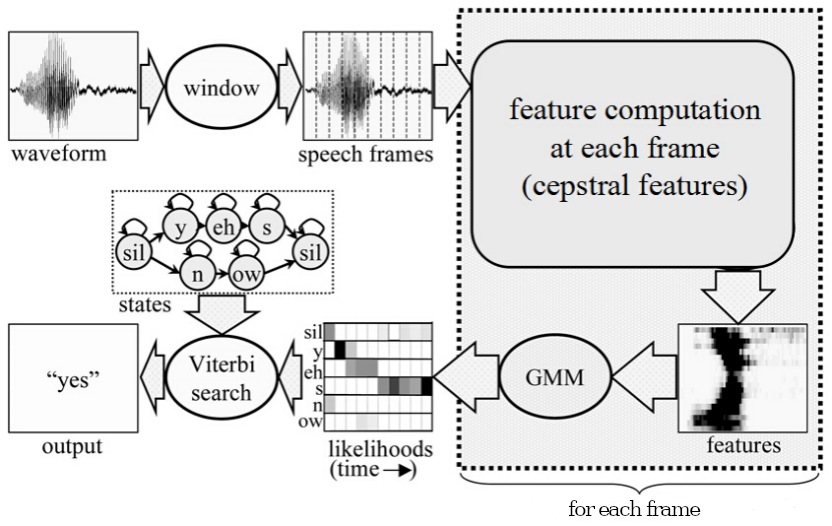 window
waveform
speech frames
feature computation
at each frame
(cepstral features)
y
eh
s
sil
sil
n
ow
states
"yes"
output
Viterbi
search
sil
y
eh
s
n
ow
likelihoods
(time →)
GMM
features
for each frame